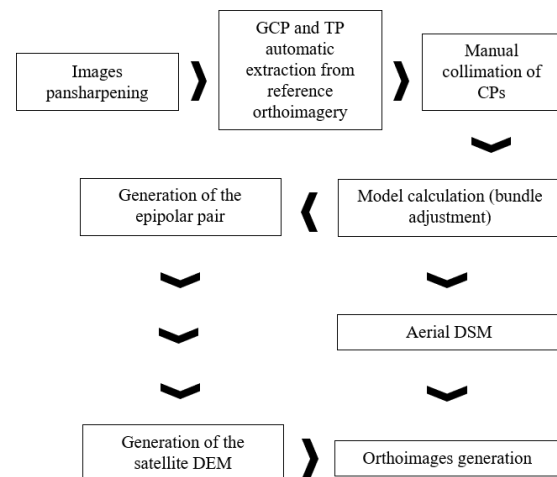 Images
pansharpening
GCP and TP
automatic
extraction from
reference
orthoimagery
Manual
collimation of
CPs
Generation of the
epipolar pair
Model calculation (bundle
adjustment)
Aerial DSM
Generation of the
satellite DEM
Orthoimages generation